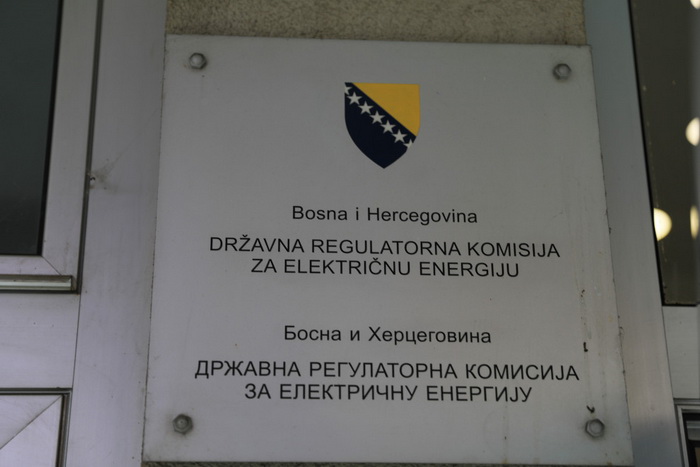 Bosna i Hercegovina
DRŽAVNA REGULATORNA KOMISIJA
ZA ELEKTRIČNU ENERGIJU
Босна и Херцеговина
ДРЖАВНА РЕГУЛАТОРНА КОМИСИЈА
ЗА ЕЛЕКТРИЧНУ ЕНЕРГИЈУ